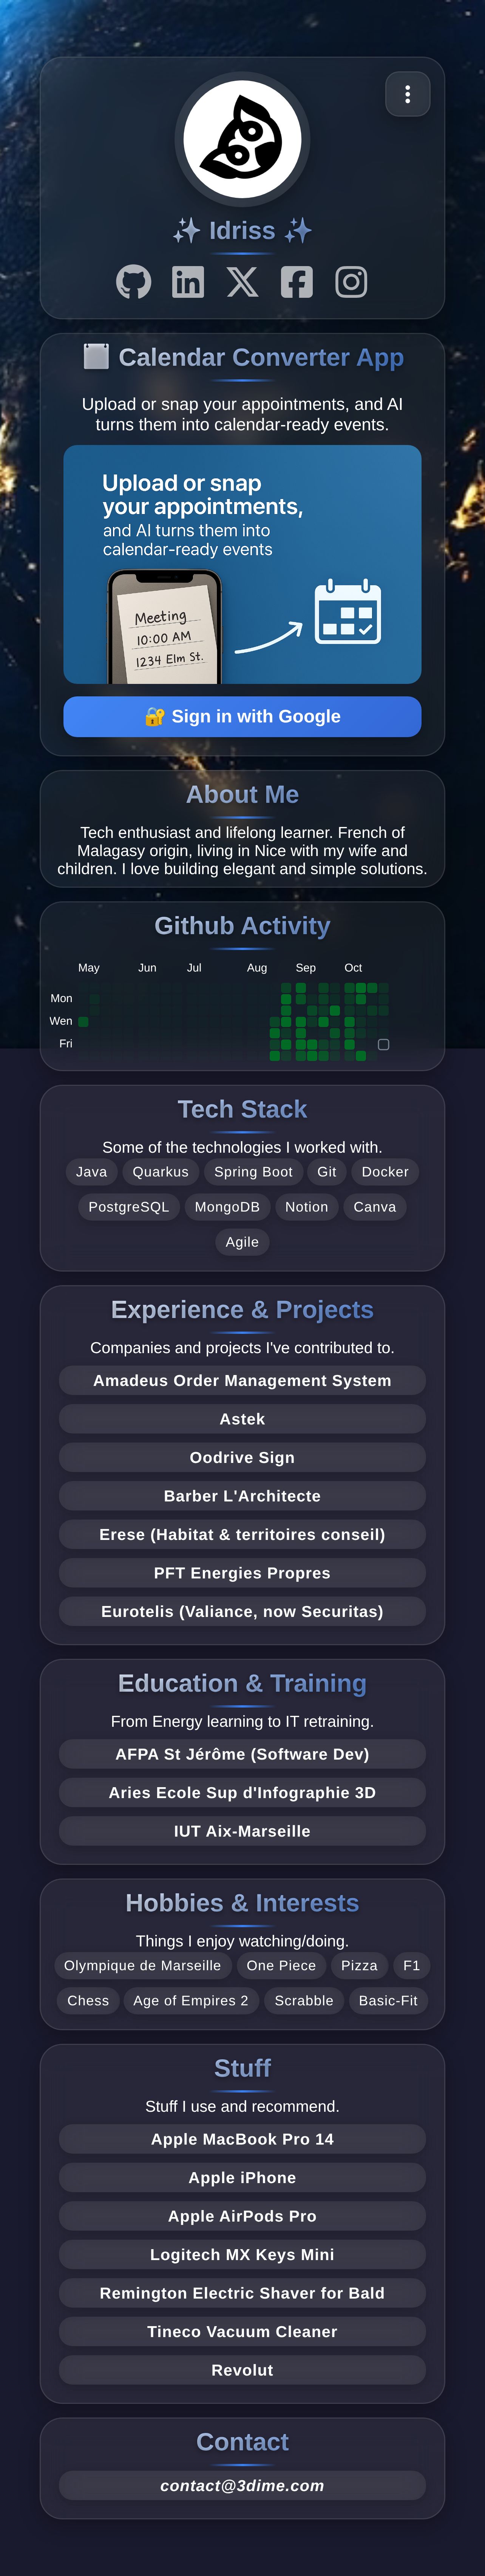 ✨ Idriss ✨
Calendar Converter App
Upload or snap your appointments, and AI
turns them into calendar-ready events.
Upload or snap
your appointments,
and AI turns them into
calendar-ready events
Meeting
10:00 AM
1234 Elm St.
🔐 Sign in with Google
About Me
Tech enthusiast and lifelong learner. French of
Malagasy origin, living in Nice with my wife and
children. I love building elegant and simple solutions.
Github Activity
May Jun Jul Aug Sep Oct
Mon
Wen
Fri
Tech Stack
Some of the technologies I worked with.
Java Quarkus Spring Boot Git Docker
PostgreSQL MongoDB Notion Canva
Agile
Experience & Projects
Companies and projects I've contributed to.
Amadeus Order Management System
Astek
Oodrive Sign
Barber L'Architecte
Erese (Habitat & territoires conseil)
PFT Energies Propres
Eurotelis (Valiance, now Securitas)
Education & Training
From Energy learning to IT retraining.
AFPA St Jérôme (Software Dev)
Aries Ecole Sup d'Infographie 3D
IUT Aix-Marseille
Hobbies & Interests
Things I enjoy watching/doing.
Olympique de Marseille One Piece Pizza F1
Chess Age of Empires 2 Scrabble Basic-Fit
Stuff
Stuff I use and recommend.
Apple MacBook Pro 14
Apple iPhone
Apple AirPods Pro
Logitech MX Keys Mini
Remington Electric Shaver for Bald
Tineco Vacuum Cleaner
Revolut
Contact
contact@3dime.com